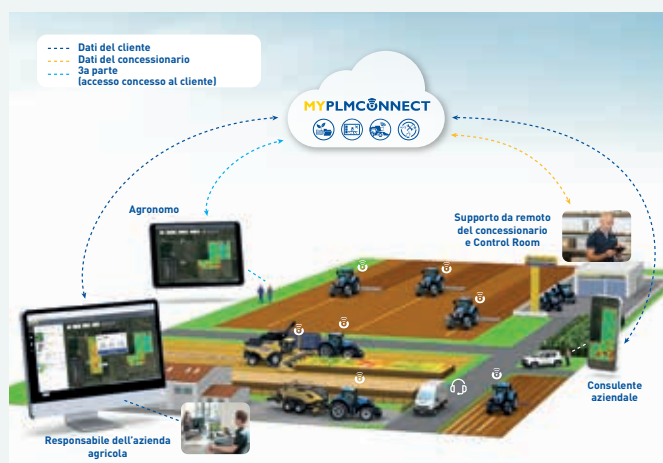 Dati del cliente
Dati del concessionario
3a parte
(accesso concesso al cliente)
MYPLMCONNECT
Agronomo
Supporto da remoto
del concessionario
e Control Room
Consulente
aziendale
Responsabile dell'azienda
agricola